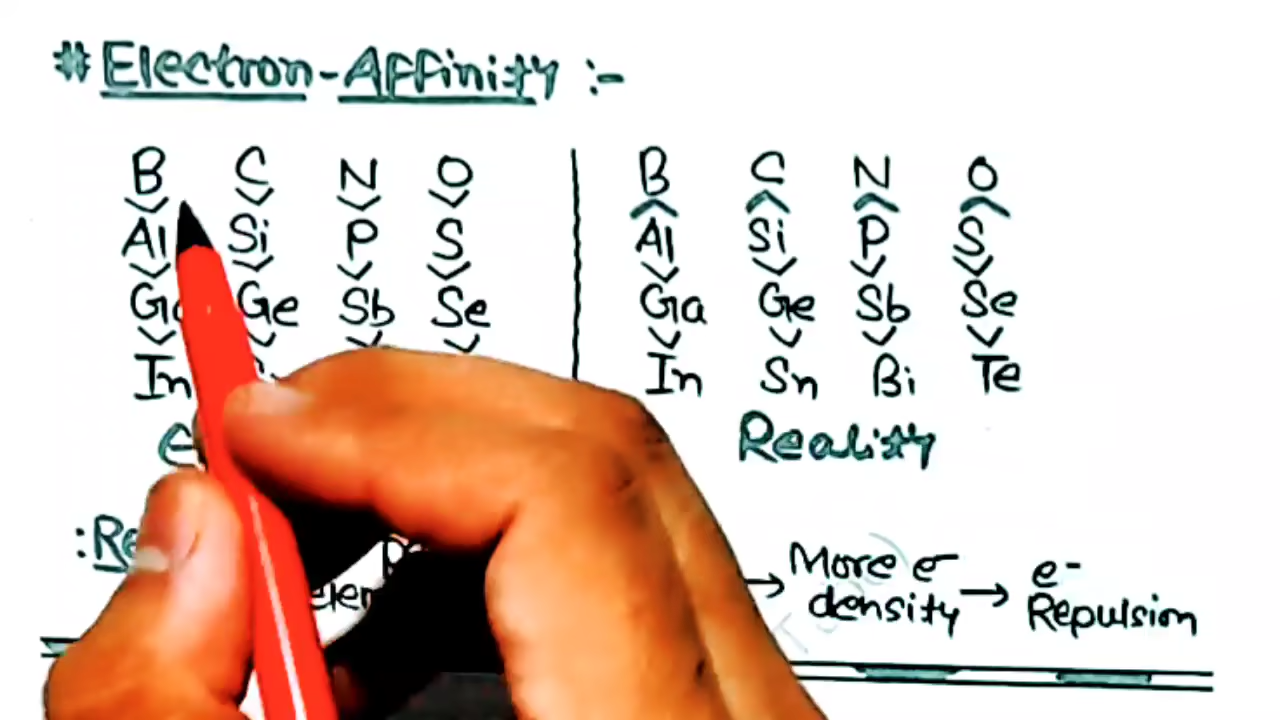 # Electron-Affinity :-
B C N O B C N O
Al Si P S Al Si P S
Ge Sb Se Ga Ge Sb Se
In In Sn Bi Te
Reality
More e⁻ density → e⁻ Repulsion